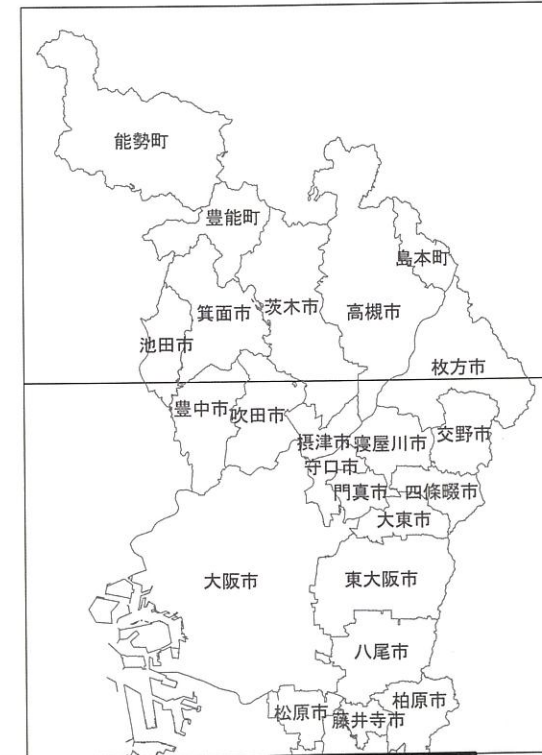 能勢町
豊能町
島本町
箕面市
茨木市
高槻市
池田市
枚方市
豊中市
吹田市
摂津市
寝屋川市
交野市
守口市
門真市
四條畷市
大東市
大阪市
東大阪市
八尾市
松原市
藤井寺市
柏原市